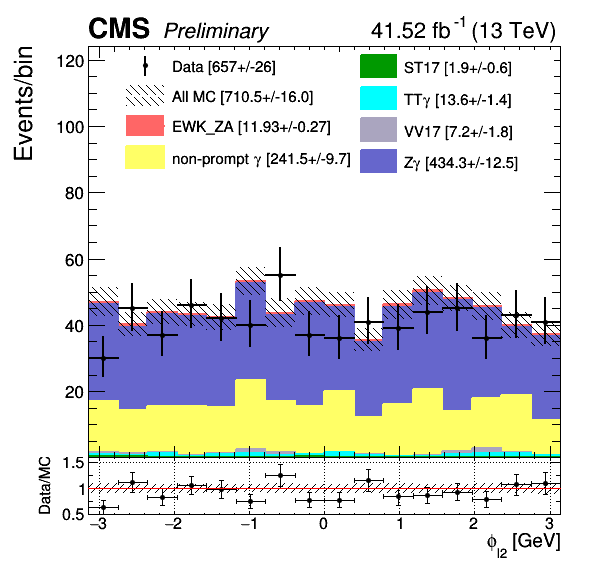 CMS Preliminary 41.52 fb⁻¹ (13 TeV)
Events/bin
120
100
80
60
40
20
Data [657+/-26]
All MC [710.5+/-16.0]
EWK_ZA [11.93+/-0.27]
non-prompt γ [241.5+/-9.7]
ST17 [1.9+/-0.6]
TTγ [13.6+/-1.4]
VV17 [7.2+/-1.8]
Zγ [434.3+/-12.5]
Data/MC
1.5
1
0.5
−3 −2 −1 0 1 2 3
ϕ_l2 [GeV]